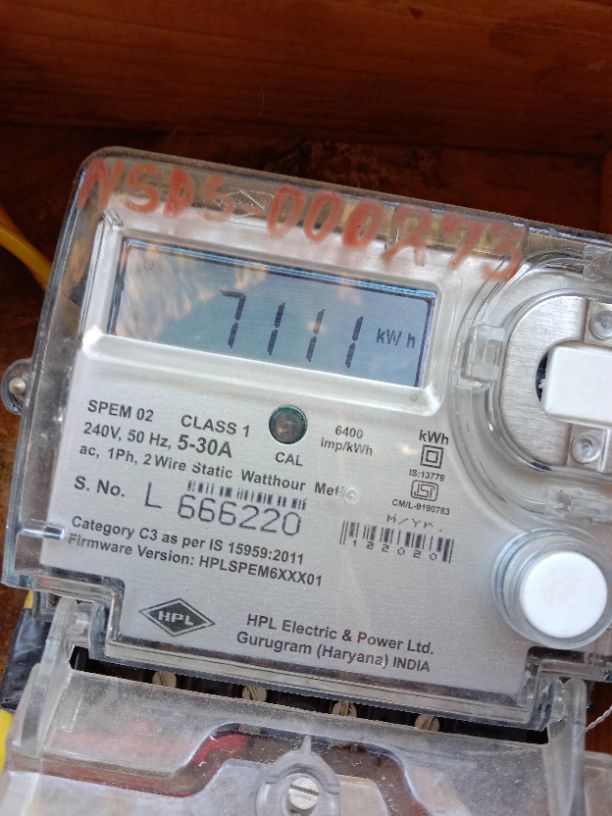 NSDS-000293
7111 kWh
SPEM 02 CLASS 1
240V, 50 Hz, 5-30A
CAL
6400
imp/kWh
kWh
IS:13779
ISI
CM/L-9190783
ac, 1Ph, 2 Wire Static Watthour Meter
S. No. L 666220
M/Yr.
122020
Category C3 as per IS 15959:2011
Firmware Version: HPLSPEM6XXX01
HPL
HPL Electric & Power Ltd.
Gurugram (Haryana) INDIA